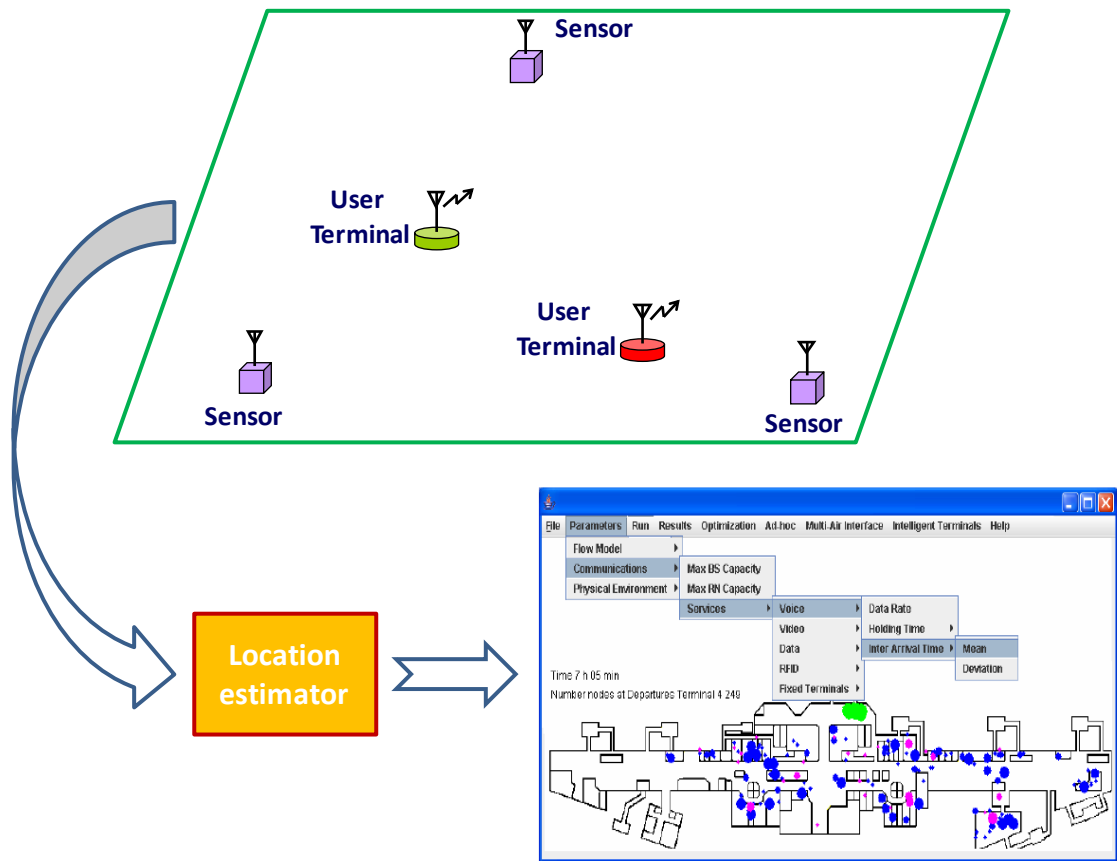 Sensor
User
Terminal
User
Terminal
Sensor
Sensor
Location
estimator
File Parameters Run Results Optimization Ad-hoc Multi-Air Interface Intelligent Terminals Help
Flow Model
Communications
Physical Environment
Max BS Capacity
Max RN Capacity
Services
Voice
Video
Data
RFID
Fixed Terminals
Data Rate
Holding Time
Inter Arrival Time
Mean
Deviation
Time 7 h 05 min
Number nodes at Departures Terminal 4 249